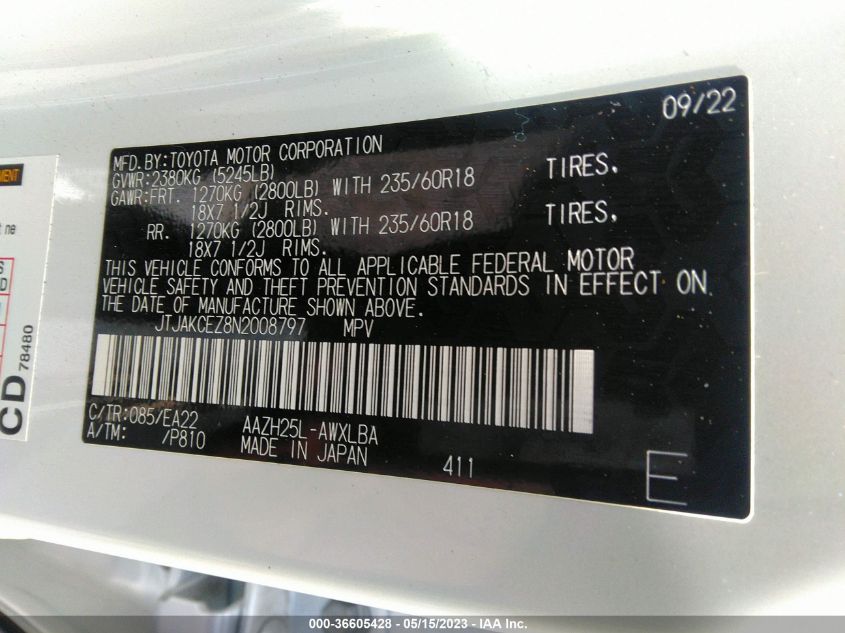 09/22
MFD. BY: TOYOTA MOTOR CORPORATION
GVWR: 2380KG (5245LB)
GAWR: FRT. 1270KG (2800LB) WITH 235/60R18 TIRES.
18X7 1/2J RIMS.
RR. 1270KG (2800LB) WITH 235/60R18 TIRES,
18X7 1/2J RIMS.
THIS VEHICLE CONFORMS TO ALL APPLICABLE FEDERAL MOTOR
VEHICLE SAFETY AND THEFT PREVENTION STANDARDS IN EFFECT ON
THE DATE OF MANUFACTURE SHOWN ABOVE.
JTJAKCEZ8N2008797 MPV
C/TR: 085/EA22 AAZH25L-AWXLBA
A/TM: /P810 MADE IN JAPAN 411
E
CD 78480
000-36605428 - 05/15/2023 - IAA Inc.